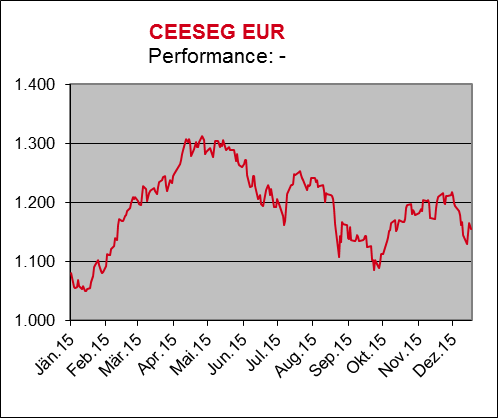 CEESEG EUR
Performance: -
1.400
1.300
1.200
1.100
1.000
Jän.15
Feb.15
Mär.15
Apr.15
Mai.15
Jun.15
Jul.15
Aug.15
Sep.15
Okt.15
Nov.15
Dez.15